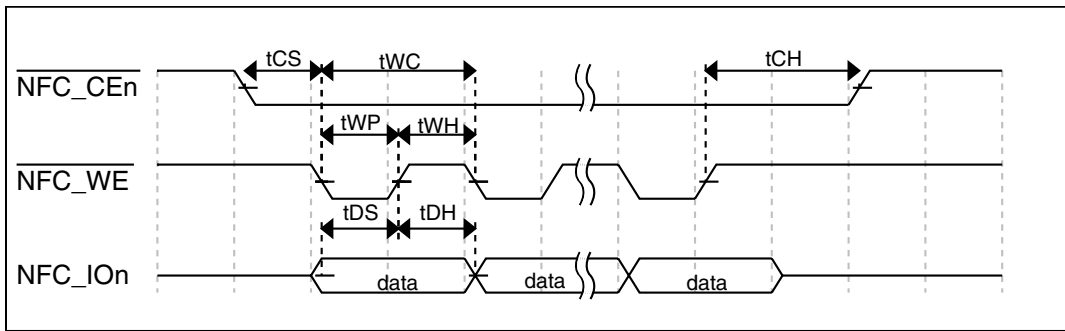 tCS tWC tCH
NFC_CEn
tWP tWH
NFC_WE
tDS tDH
NFC_IOn data data data